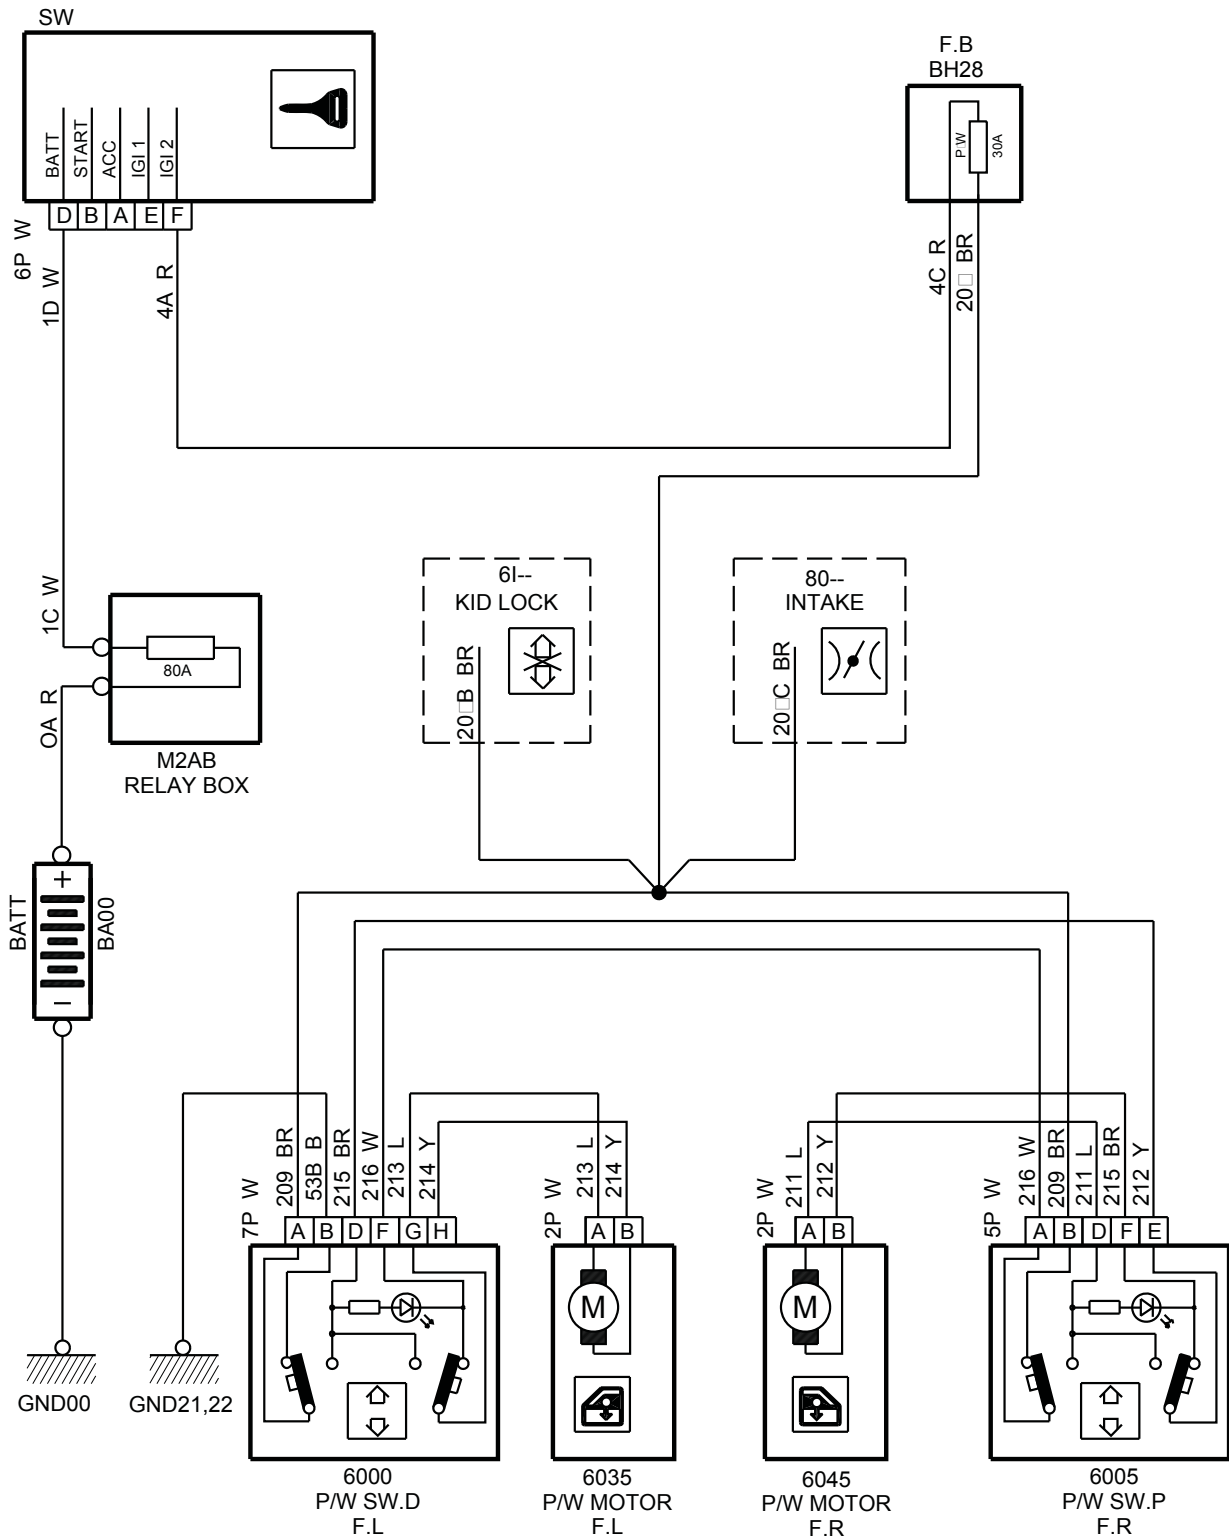 SW
F.B
BH28
BATT
START
ACC
IGI 1
IGI 2
P□W
30A
D B A E F
6P W
1D W
4A R
4C R
20□ BR
6I--
KID LOCK
20□B BR
80--
INTAKE
20□C BR
1C W
80A
OA R
M2AB
RELAY BOX
BATT
+
−
BA00
7P W
209 BR
53B B
215 BR
216 W
213 L
214 Y
2P W
213 L
214 Y
2P W
211 L
212 Y
5P W
216 W
209 BR
211 L
215 BR
212 Y
A B D F G H
A B
A B
A B D F E
M
M
GND00
GND21,22
6000
P/W SW.D
F.L
6035
P/W MOTOR
F.L
6045
P/W MOTOR
F.R
6005
P/W SW.P
F.R